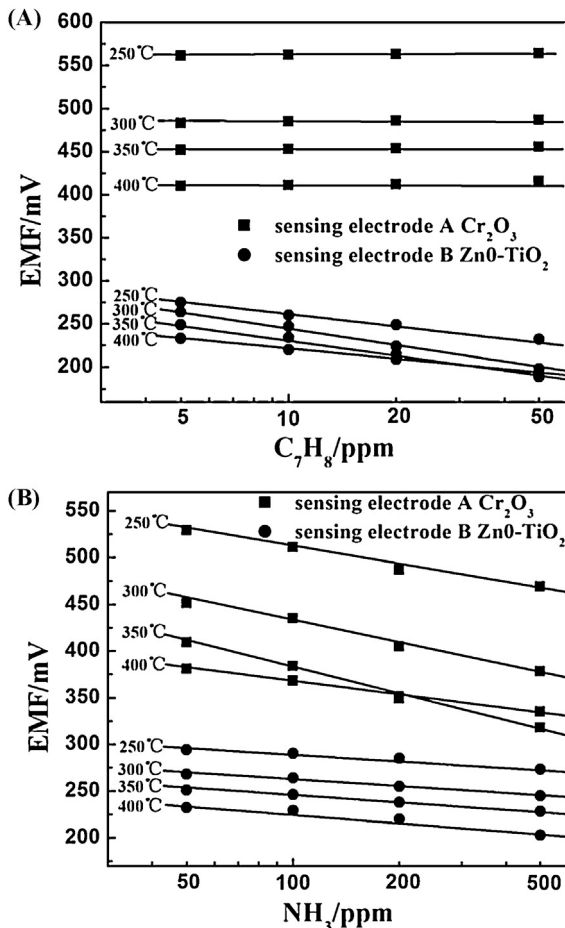 (A)
600
550
500
450
400
350
300
250
200
EMF/mV
250℃
300℃
350℃
400℃
sensing electrode A Cr₂O₃
sensing electrode B Zn0-TiO₂
250℃
300℃
350℃
400℃
5 10 20 50
C₇H₈/ppm
(B)
550
500
450
400
350
300
250
200
EMF/mV
sensing electrode A Cr₂O₃
sensing electrode B Zn0-TiO₂
250℃
300℃
350℃
400℃
250℃
300℃
350℃
400℃
50 100 200 500
NH₃/ppm